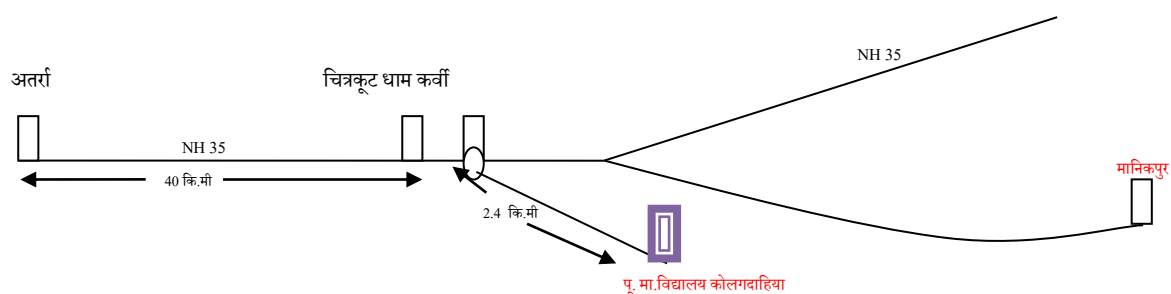 NH 35
अतर्रा
चित्रकूट धाम कर्वी
NH 35
मानिकपुर
40 कि.मी
2.4 कि.मी
पू. मा.विद्यालय कोलगदाहिया